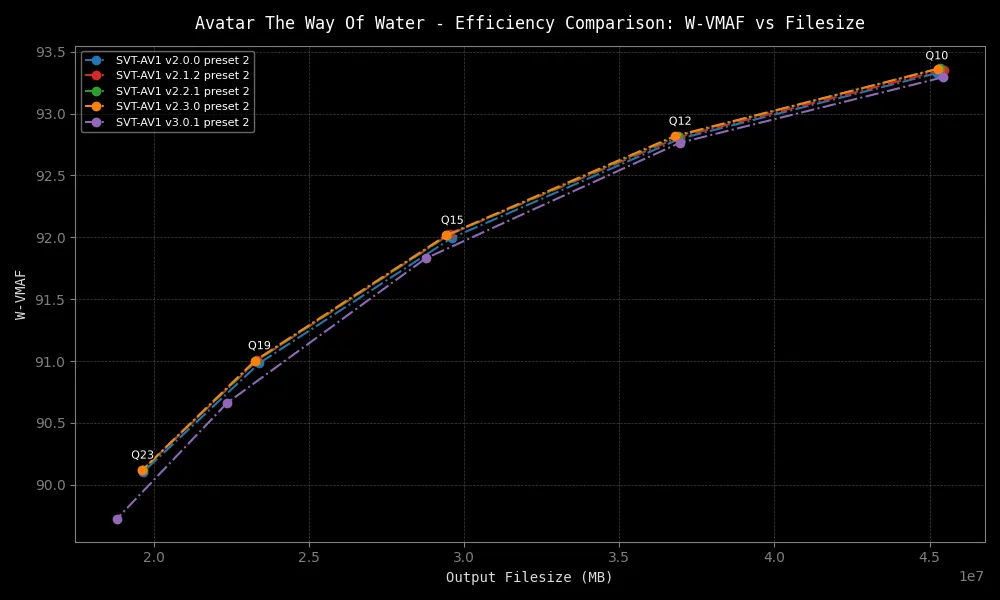 Avatar The Way Of Water - Efficiency Comparison: W-VMAF vs Filesize
SVT-AV1 v2.0.0 preset 2
SVT-AV1 v2.1.2 preset 2
SVT-AV1 v2.2.1 preset 2
SVT-AV1 v2.3.0 preset 2
SVT-AV1 v3.0.1 preset 2
Q10
Q12
Q15
Q19
Q23
93.5
93.0
92.5
92.0
91.5
91.0
90.5
90.0
W-VMAF
2.0 2.5 3.0 3.5 4.0 4.5
1e7
Output Filesize (MB)